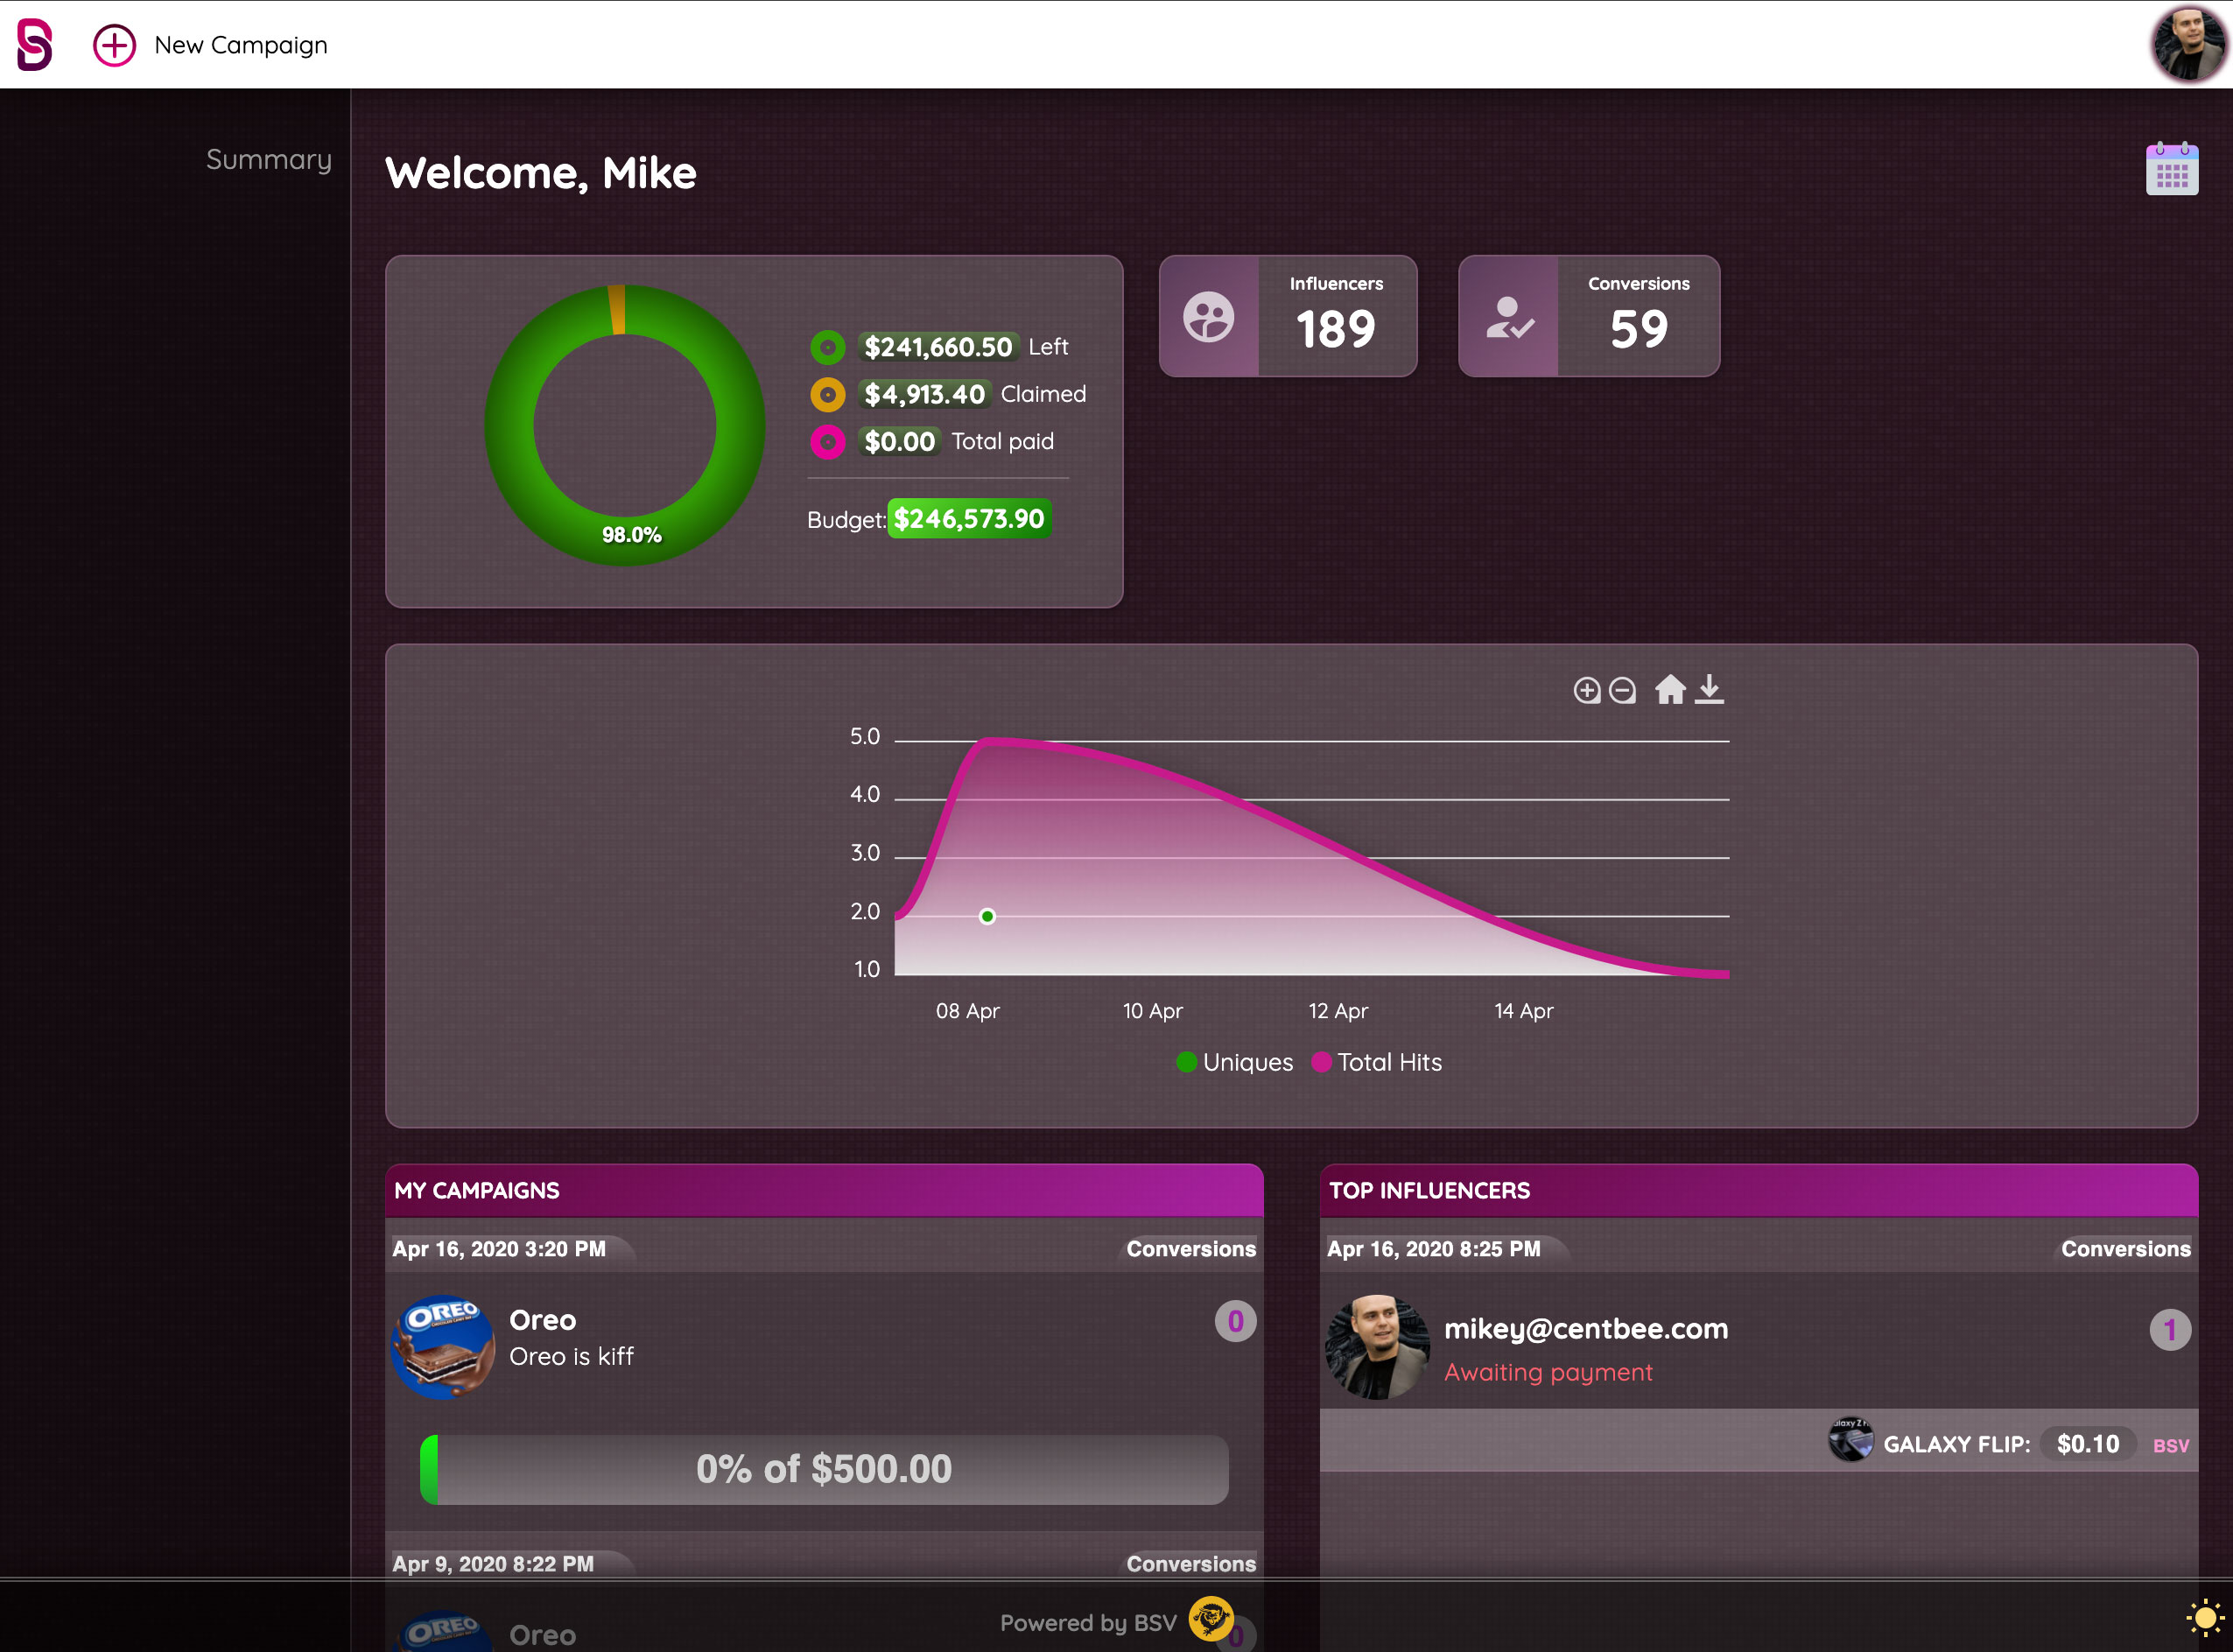 New Campaign
Summary
Welcome, Mike
98.0%
$241,660.50 Left
$4,913.40 Claimed
$0.00 Total paid
Budget: $246,573.90
Influencers
189
Conversions
59
5.0
4.0
3.0
2.0
1.0
08 Apr 10 Apr 12 Apr 14 Apr
Uniques Total Hits
MY CAMPAIGNS
Apr 16, 2020 3:20 PM Conversions
OREO
Oreo 0
Oreo is kiff
0% of $500.00
Apr 9, 2020 8:22 PM Conversions
OREO
Oreo 0
TOP INFLUENCERS
Apr 16, 2020 8:25 PM Conversions
mikey@centbee.com 1
Awaiting payment
GALAXY FLIP: $0.10 BSV
Powered by BSV